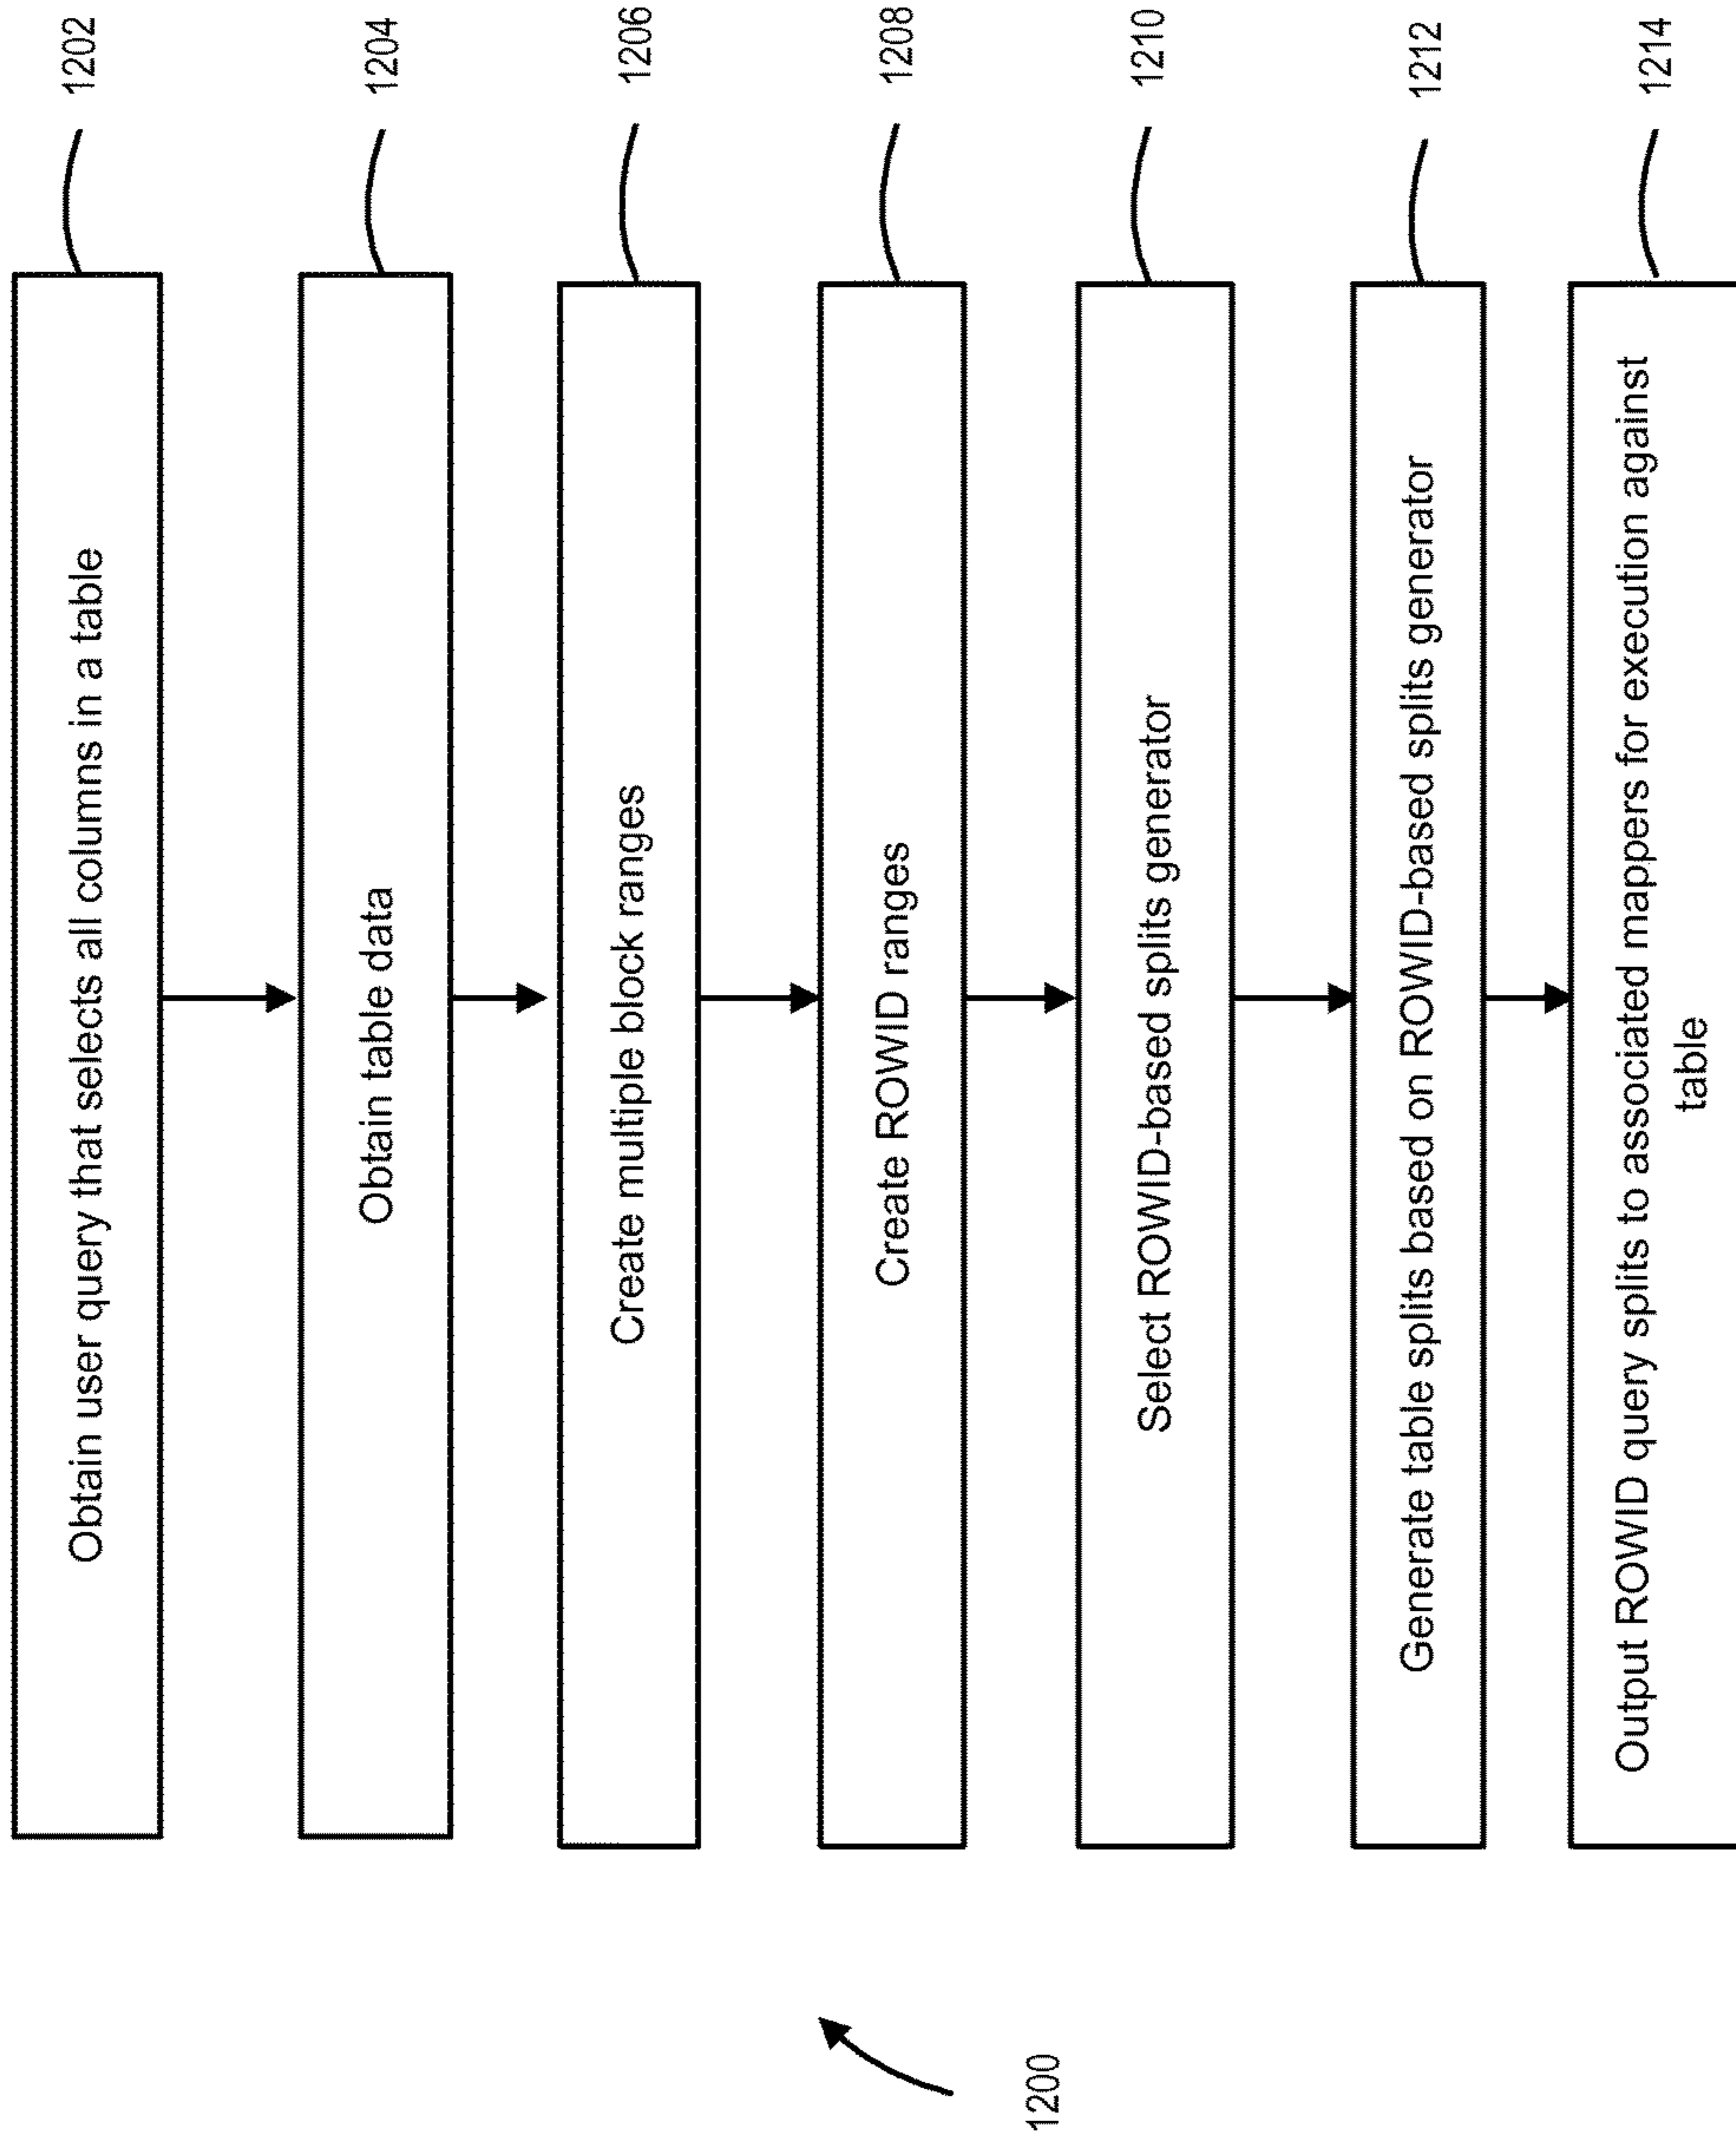 Obtain user query that selects all columns in a table
1202
Obtain table data
1204
Create multiple block ranges
1206
Create ROWID ranges
1208
Select ROWID-based splits generator
1210
Generate table splits based on ROWID-based splits generator
1212
Output ROWID query splits to associated mappers for execution against
table
1214
1200